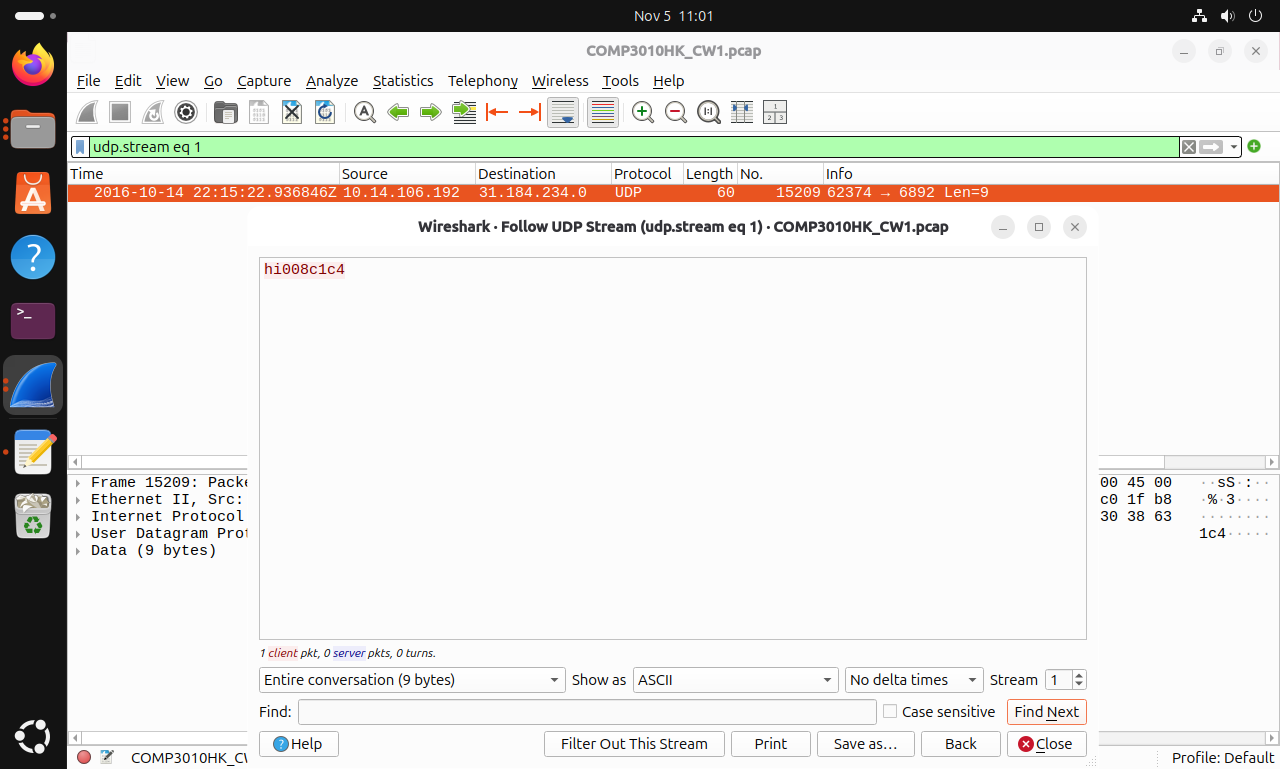 Nov 5 11:01
COMP3010HK_CW1.pcap
File Edit View Go Capture Analyze Statistics Telephony Wireless Tools Help
udp.stream eq 1
Time Source Destination Protocol Length No. Info
2016-10-14 22:15:22.936846Z 10.14.106.192 31.184.234.0 UDP 60 15209 62374 → 6892 Len=9
Wireshark · Follow UDP Stream (udp.stream eq 1) · COMP3010HK_CW1.pcap
hi008c1c4
Frame 15209: Packe
Ethernet II, Src:
Internet Protocol
User Datagram Pro
Data (9 bytes)
00 45 00 ··sS·:··
c0 1f b8 ·%·3····
30 38 63 ········
1c4·····
1 client pkt, 0 server pkts, 0 turns.
Entire conversation (9 bytes) Show as ASCII No delta times Stream 1
Find: Case sensitive Find Next
Help Filter Out This Stream Print Save as… Back Close
COMP3010HK_CW Profile: Default